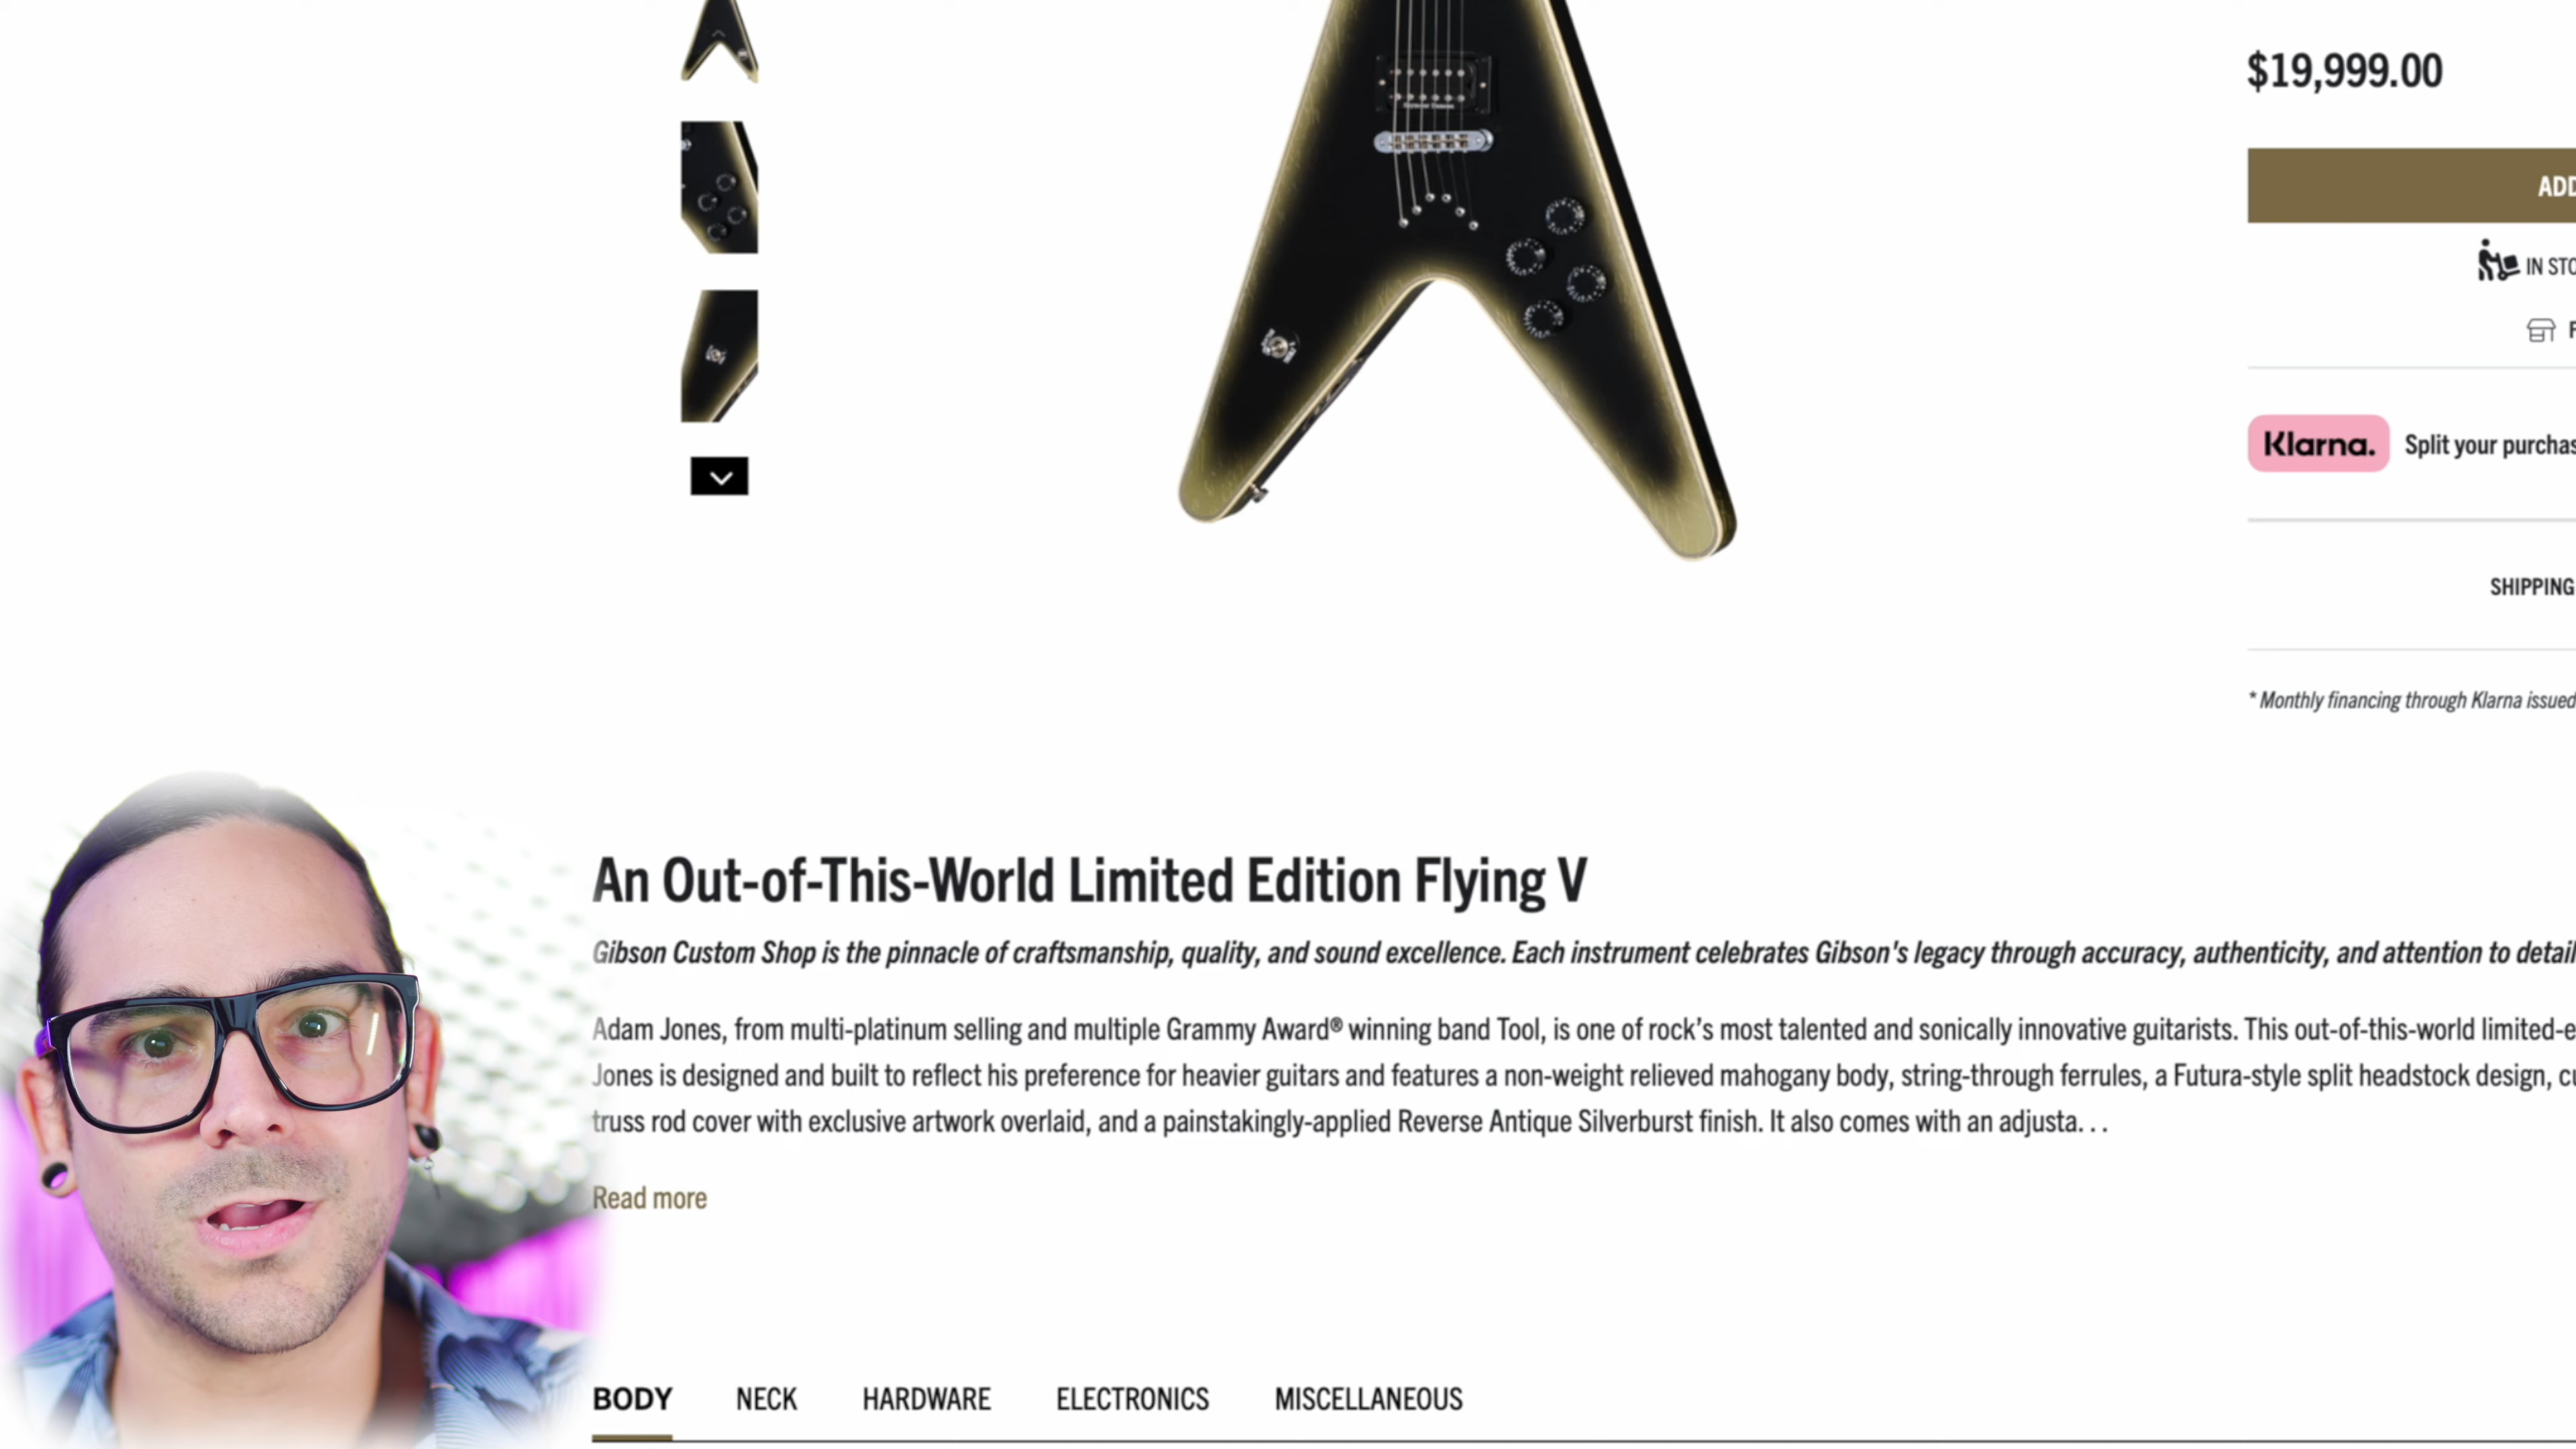 $19,999.00
ADD
IN STO
F
Klarna. Split your purchas
SHIPPING
* Monthly financing through Klarna issued
An Out-of-This-World Limited Edition Flying V
Gibson Custom Shop is the pinnacle of craftsmanship, quality, and sound excellence. Each instrument celebrates Gibson's legacy through accuracy, authenticity, and attention to detail
Adam Jones, from multi-platinum selling and multiple Grammy Award® winning band Tool, is one of rock’s most talented and sonically innovative guitarists. This out-of-this-world limited-e
Jones is designed and built to reflect his preference for heavier guitars and features a non-weight relieved mahogany body, string-through ferrules, a Futura-style split headstock design, cu
truss rod cover with exclusive artwork overlaid, and a painstakingly-applied Reverse Antique Silverburst finish. It also comes with an adjusta...
Read more
BODY NECK HARDWARE ELECTRONICS MISCELLANEOUS